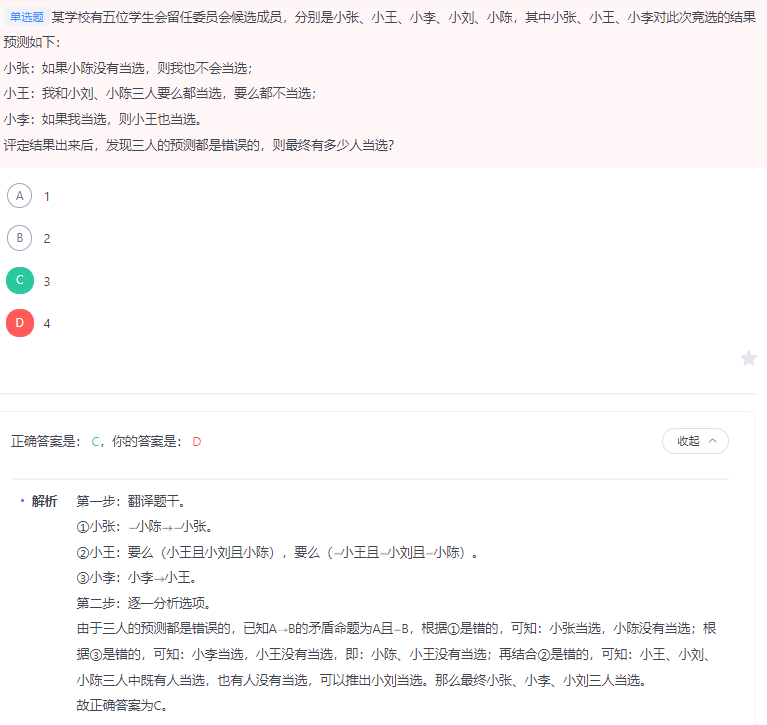 单选题 某学校有五位学生会留任委员会候选成员，分别是小张、小王、小李、小刘、小陈，其中小张、小王、小李对此次竞选的结果
预测如下：
小张：如果小陈没有当选，则我也不会当选；
小王：我和小刘、小陈三人要么都当选，要么都不当选；
小李：如果我当选，则小王也当选。
评定结果出来后，发现三人的预测都是错误的，则最终有多少人当选？
A 1
B 2
C 3
D 4
正确答案是： C，你的答案是： D
收起
· 解析 第一步：翻译题干。
①小张：¬小陈→¬小张。
②小王：要么（小王且小刘且小陈），要么（¬小王且¬小刘且¬小陈）。
③小李：小李→小王。
第二步：逐一分析选项。
由于三人的预测都是错误的，已知A→B的矛盾命题为A且¬B，根据①是错的，可知：小张当选，小陈没有当选；根
据③是错的，可知：小李当选，小王没有当选，即：小陈、小王没有当选；再结合②是错的，可知：小王、小刘、
小陈三人中既有人当选，也有人没有当选，可以推出小刘当选。那么最终小张、小李、小刘三人当选。
故正确答案为C。